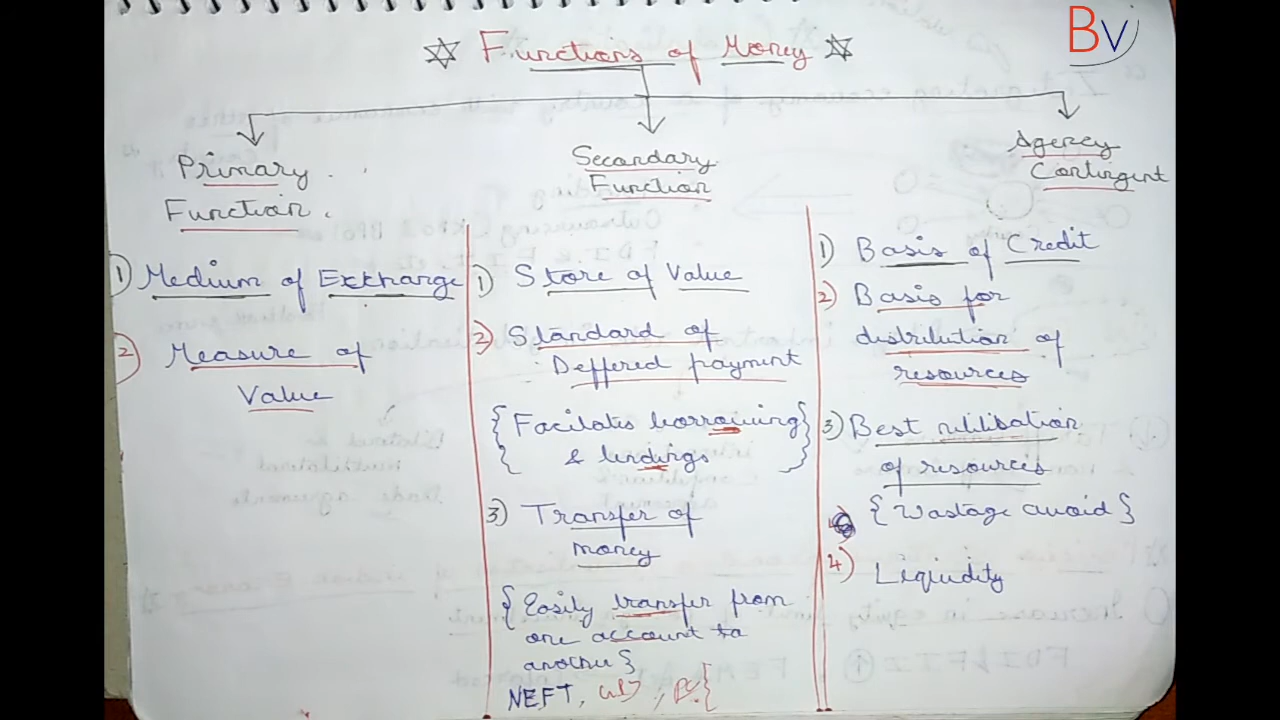 BV
Functions of Money
Primary
Function
1) Medium of Exchange
2) Measure of
Value
Secondary
Function
1) Store of Value
2) Standard of
Deffered payment
{Facilates borrowing}
& lendings
3) Transfer of
money
{Easily transfer from
one account to
another}
NEFT,
Agency
Contingent
1) Basis of Credit
2) Basis for
distribution of
resources
3) Best utilisation
of resources
{Wastage avoid}
4) Liquidity